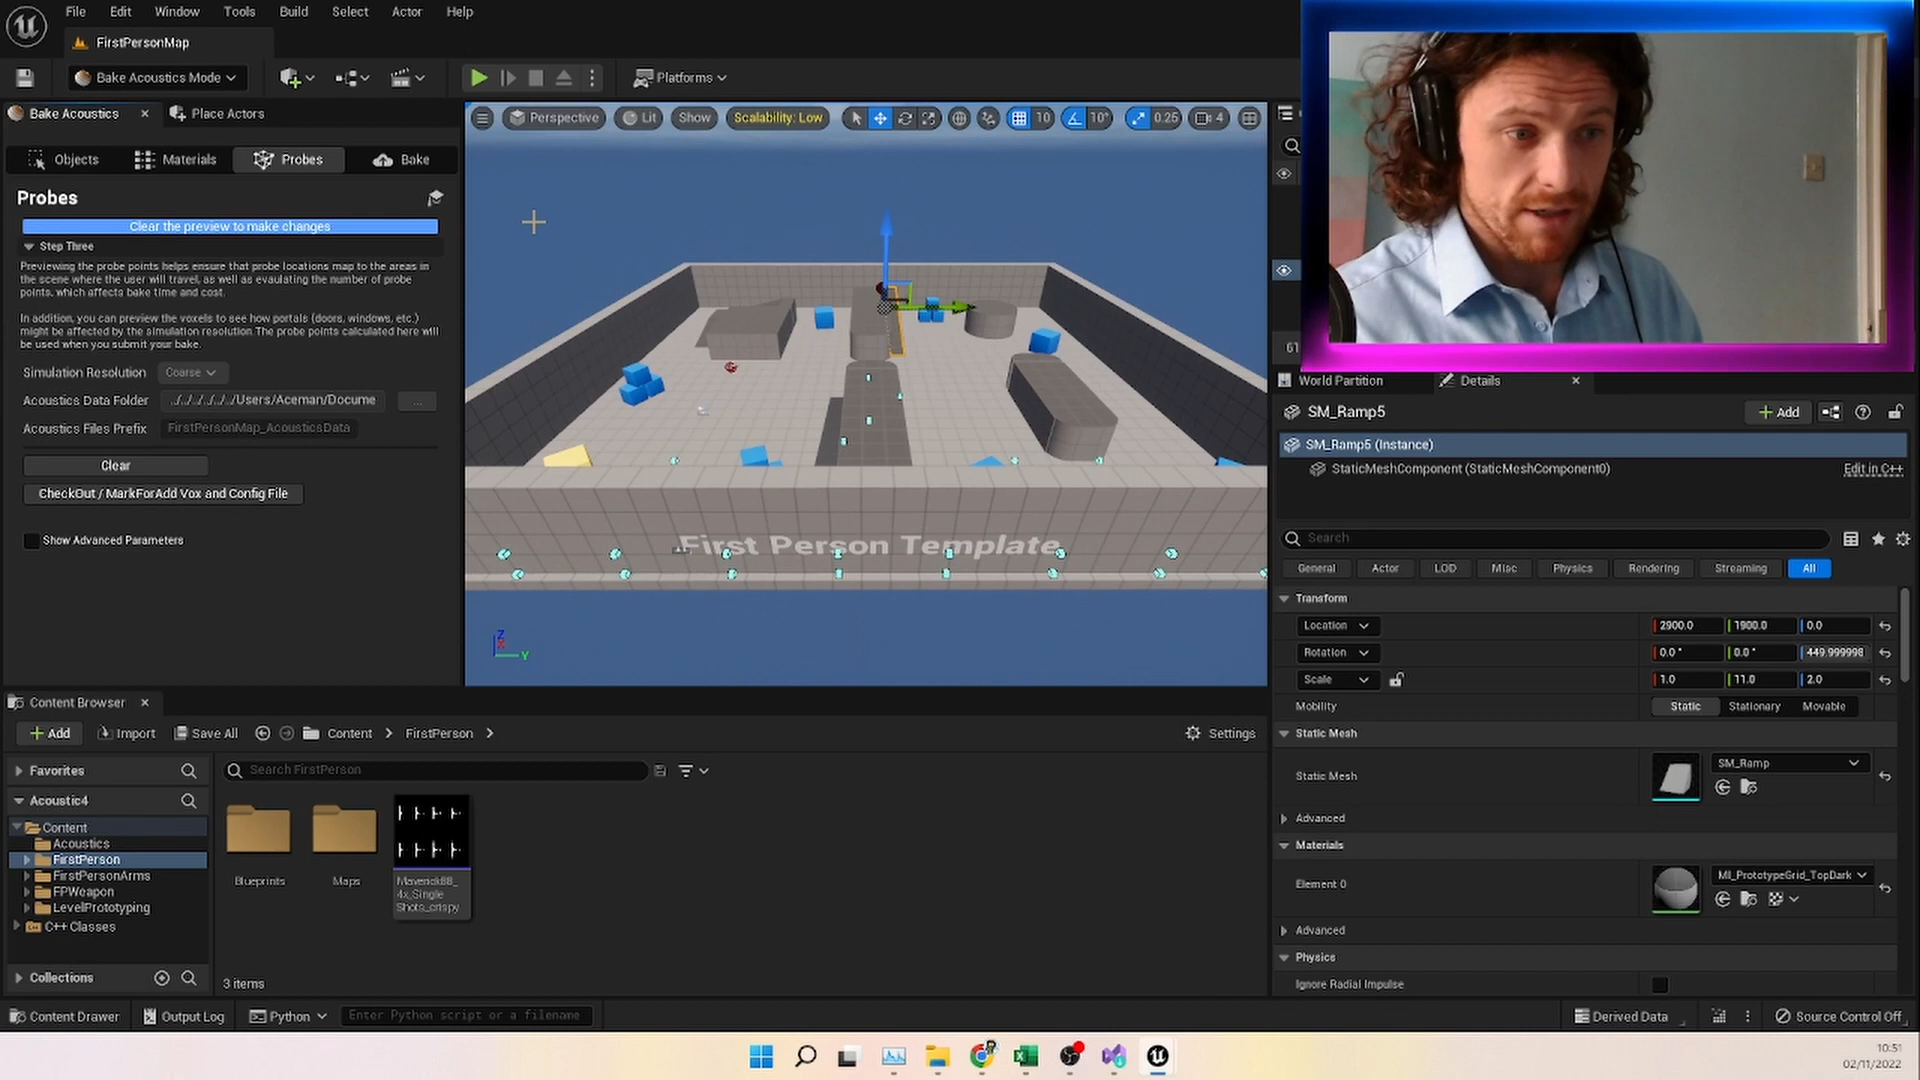 File Edit Window Tools Build Select Actor Help
FirstPersonMap
Bake Acoustics Mode
Platforms
Bake Acoustics
Place Actors
Objects Materials Probes Bake
Probes
Clear the preview to make changes
Step Three
Previewing the probe points helps ensure that probe locations map to the areas in
the scene where the user will travel, as well as evaulating the number of probe
points, which affects bake time and cost.
In addition, you can preview the voxels to see how portals (doors, windows, etc.)
might be affected by the simulation resolution.The probe points calculated here will
be used when you submit your bake.
Simulation Resolution Coarse
Acoustics Data Folder ../../../../../../Users/Aceman/Docume ...
Acoustics Files Prefix FirstPersonMap_AcousticsData
Clear
CheckOut / MarkForAdd Vox and Config File
Show Advanced Parameters
Perspective Lit Show Scalability: Low 10 10° 0.25 4
First Person Template
Z
Y
61
World Partition
Details
SM_Ramp5
Add
SM_Ramp5 (Instance)
StaticMeshComponent (StaticMeshComponent0) Edit in C++
Search
General Actor LOD Misc Physics Rendering Streaming All
Transform
Location 2900.0 1900.0 0.0
Rotation 0.0 ° 0.0 ° 449.999998
Scale 1.0 11.0 2.0
Mobility Static Stationary Movable
Static Mesh
Static Mesh SM_Ramp
Advanced
Materials
Element 0 MI_PrototypeGrid_TopDark
Advanced
Physics
Ignore Radial Impulse
Content Browser
Add Import Save All Content FirstPerson Settings
Favorites
Search FirstPerson
Acoustic4
Content
Acoustics
FirstPerson
FirstPersonArms
FPWeapon
LevelPrototyping
C++ Classes
Collections
Blueprints
Maps
Maverick88_
4x_Single
Shots_crispy
3 items
Content Drawer Output Log Python Enter Python script or a filename
Derived Data Source Control Off
10:51
02/11/2022